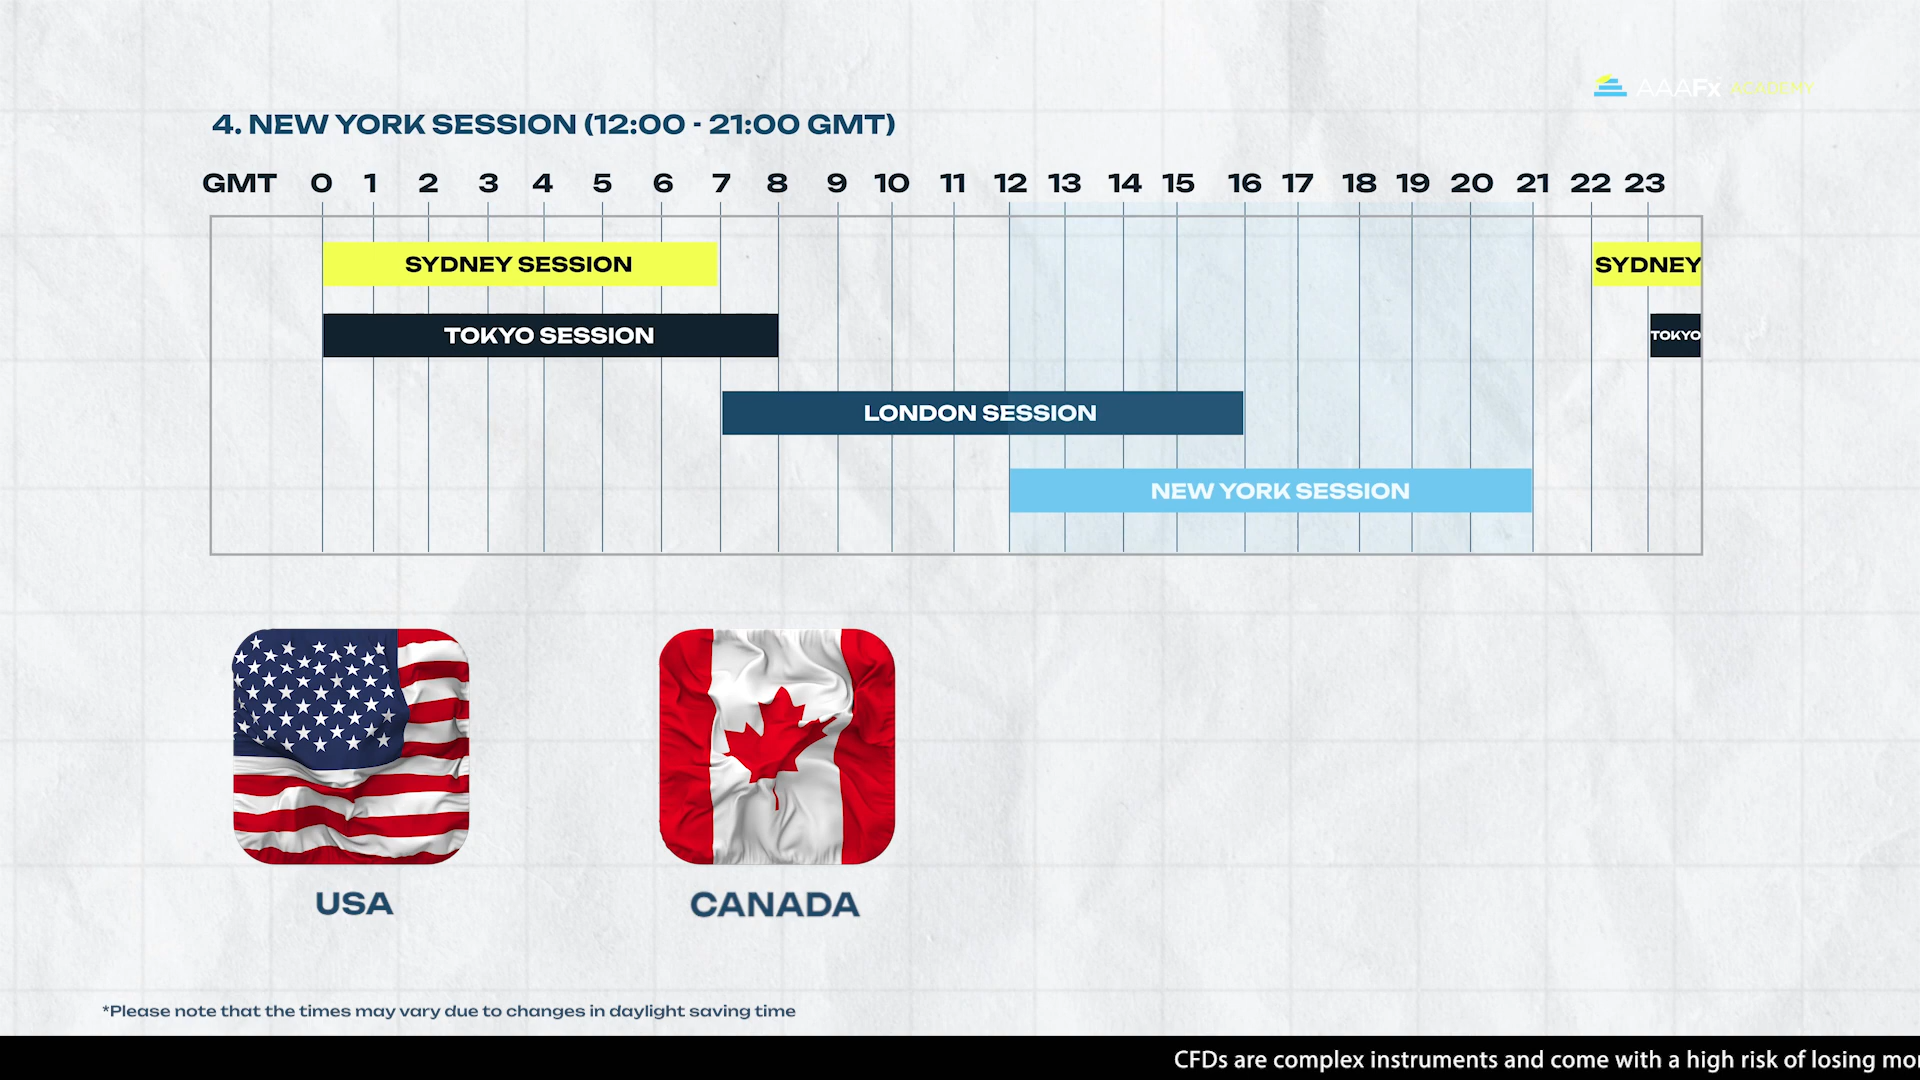 AAAFx ACADEMY
4. NEW YORK SESSION (12:00 - 21:00 GMT)
GMT 0 1 2 3 4 5 6 7 8 9 10 11 12 13 14 15 16 17 18 19 20 21 22 23
SYDNEY SESSION SYDNEY
TOKYO SESSION TOKYO
LONDON SESSION
NEW YORK SESSION
USA CANADA
*Please note that the times may vary due to changes in daylight saving time
CFDs are complex instruments and come with a high risk of losing mo